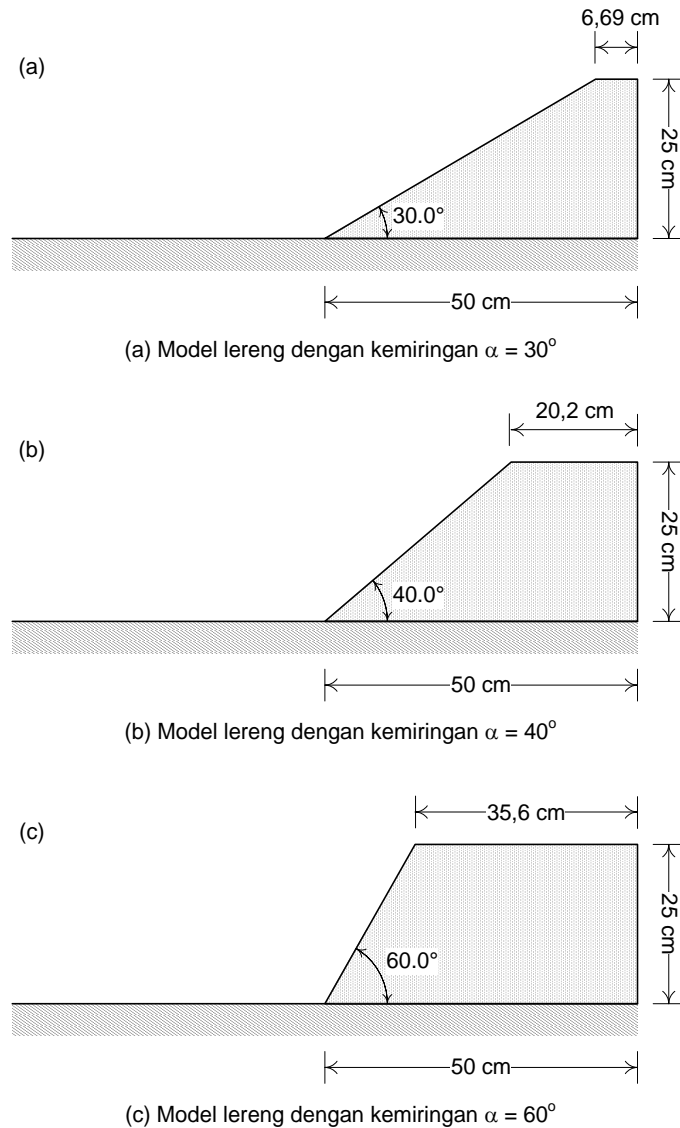 6,69 cm
(a)
25 cm
30.0°
50 cm
(a) Model lereng dengan kemiringan α = 30°
20,2 cm
(b)
25 cm
40.0°
50 cm
(b) Model lereng dengan kemiringan α = 40°
35,6 cm
(c)
25 cm
60.0°
50 cm
(c) Model lereng dengan kemiringan α = 60°